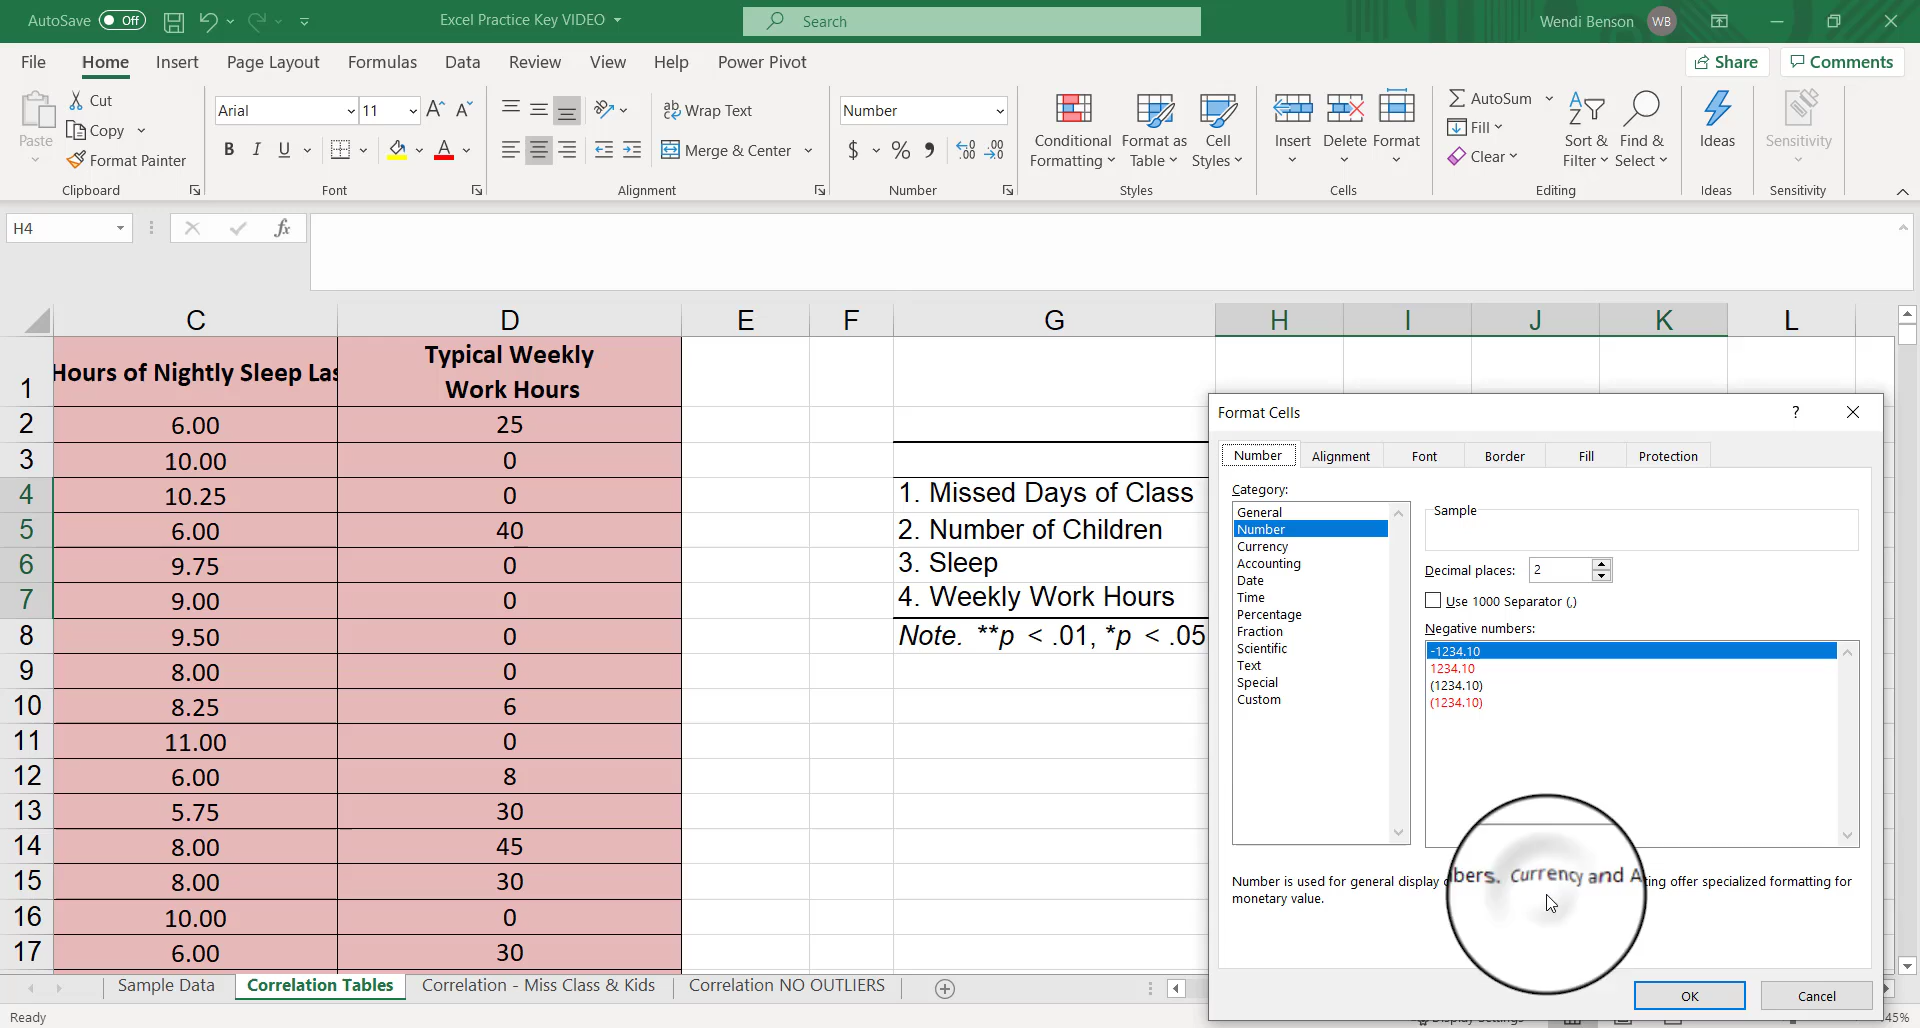 AutoSave Off
Excel Practice Key VIDEO
Search
Wendi Benson WB
File Home Insert Page Layout Formulas Data Review View Help Power Pivot
Share Comments
Paste
Cut
Copy
Format Painter
Clipboard
Arial 11
B I U A
Font
Wrap Text
Merge & Center
Alignment
Number
$ % ,
Number
Conditional Formatting
Format as Table
Cell Styles
Styles
Insert Delete Format
Cells
AutoSum
Fill
Clear
Sort & Filter
Find & Select
Editing
Ideas
Ideas
Sensitivity
Sensitivity
H4 fx
C D E F G H I J K L
1 Hours of Nightly Sleep Las Typical Weekly Work Hours
2 6.00 25
3 10.00 0
4 10.25 0 1. Missed Days of Class
5 6.00 40 2. Number of Children
6 9.75 0 3. Sleep
7 9.00 0 4. Weekly Work Hours
8 9.50 0 Note. **p < .01, *p < .05
9 8.00 0
10 8.25 6
11 11.00 0
12 6.00 8
13 5.75 30
14 8.00 45
15 8.00 30
16 10.00 0
17 6.00 30
Format Cells ?
Number Alignment Font Border Fill Protection
Category:
General
Number
Currency
Accounting
Date
Time
Percentage
Fraction
Scientific
Text
Special
Custom
Sample
Decimal places: 2
Use 1000 Separator (,)
Negative numbers:
-1234.10
1234.10
(1234.10)
(1234.10)
Number is used for general display bers. Currency and A ting offer specialized formatting for
monetary value.
OK Cancel
Sample Data Correlation Tables Correlation - Miss Class & Kids Correlation NO OUTLIERS
Ready